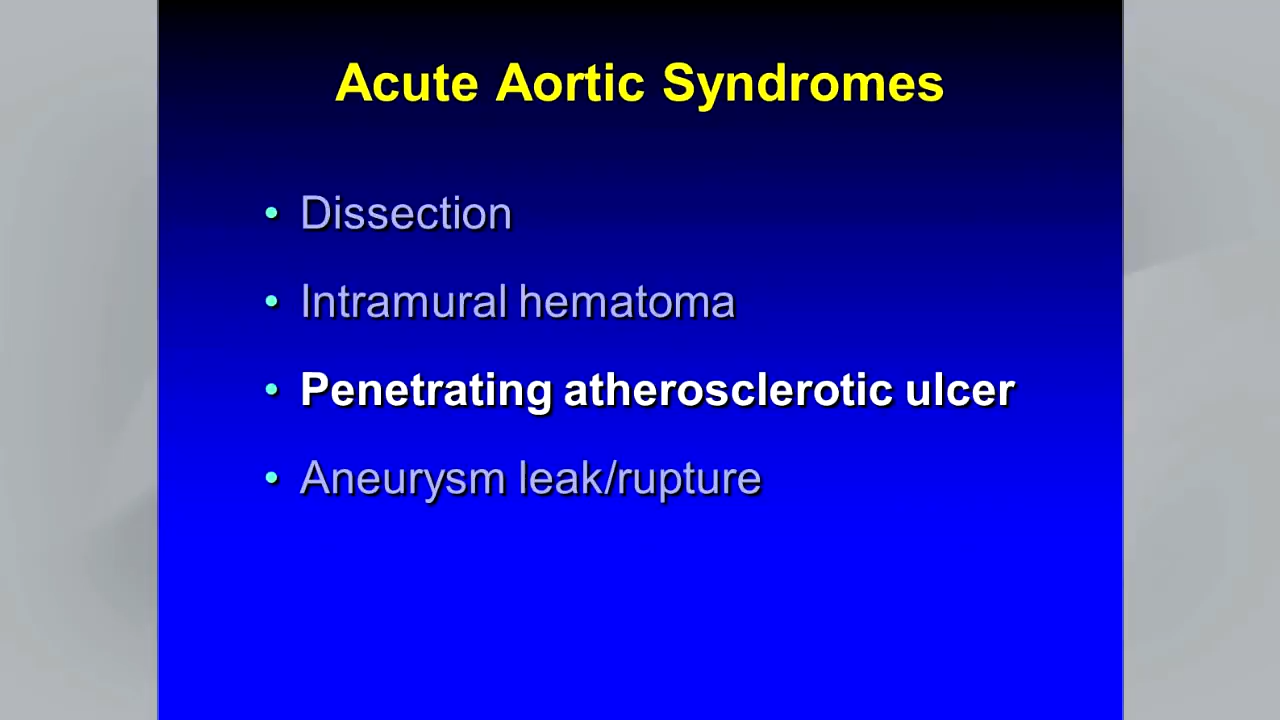 Acute Aortic Syndromes
• Dissection
• Intramural hematoma
• Penetrating atherosclerotic ulcer
• Aneurysm leak/rupture